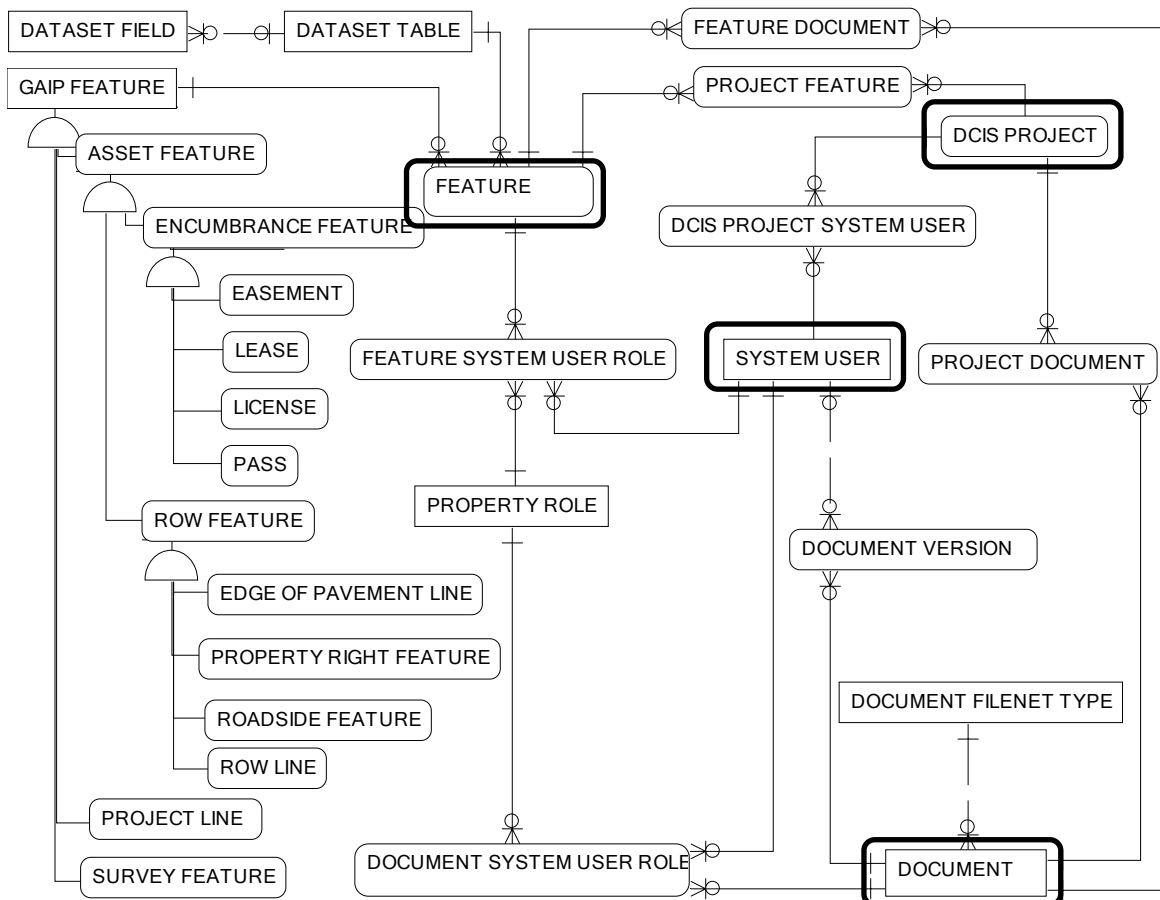 DATASET FIELD
DATASET TABLE
FEATURE DOCUMENT
GAIP FEATURE
PROJECT FEATURE
ASSET FEATURE
DCIS PROJECT
FEATURE
ENCUMBRANCE FEATURE
DCIS PROJECT SYSTEM USER
EASEMENT
LEASE
FEATURE SYSTEM USER ROLE
SYSTEM USER
PROJECT DOCUMENT
LICENSE
PASS
PROPERTY ROLE
ROW FEATURE
DOCUMENT VERSION
EDGE OF PAVEMENT LINE
PROPERTY RIGHT FEATURE
DOCUMENT FILENET TYPE
ROADSIDE FEATURE
ROW LINE
PROJECT LINE
DOCUMENT SYSTEM USER ROLE
DOCUMENT
SURVEY FEATURE